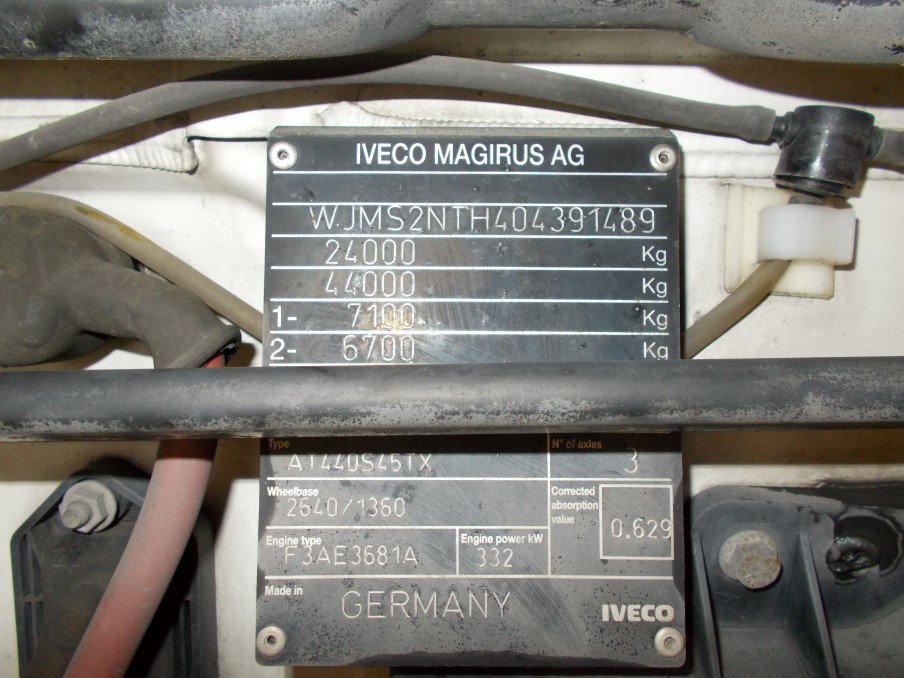 IVECO MAGIRUS AG
WJMS2NTH404391489
24000 Kg
44000 Kg
1- 7100 Kg
2- 6700 Kg
Type N° of axles
AT440S45TX 3
Wheelbase Corrected absorption value
2640/1360 0.629
Engine type Engine power kW
F3AE3681A 332
Made in
GERMANY IVECO